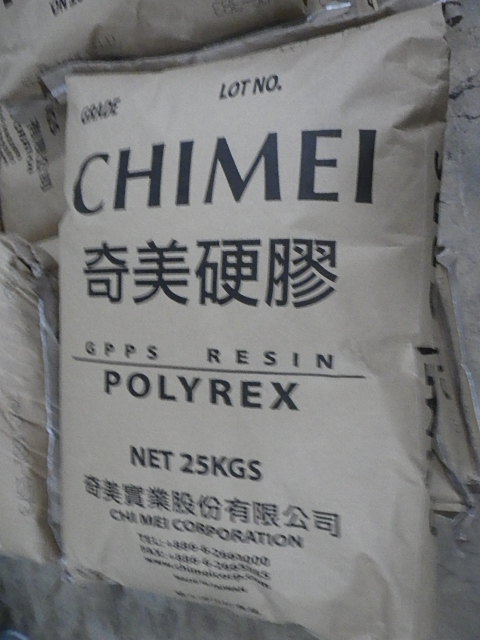 GRADE
LOT NO.
CHIMEI
奇美硬膠
GPPS RESIN
POLYREX
NET 25KGS
奇美實業股份有限公司
CHI MEI CORPORATION